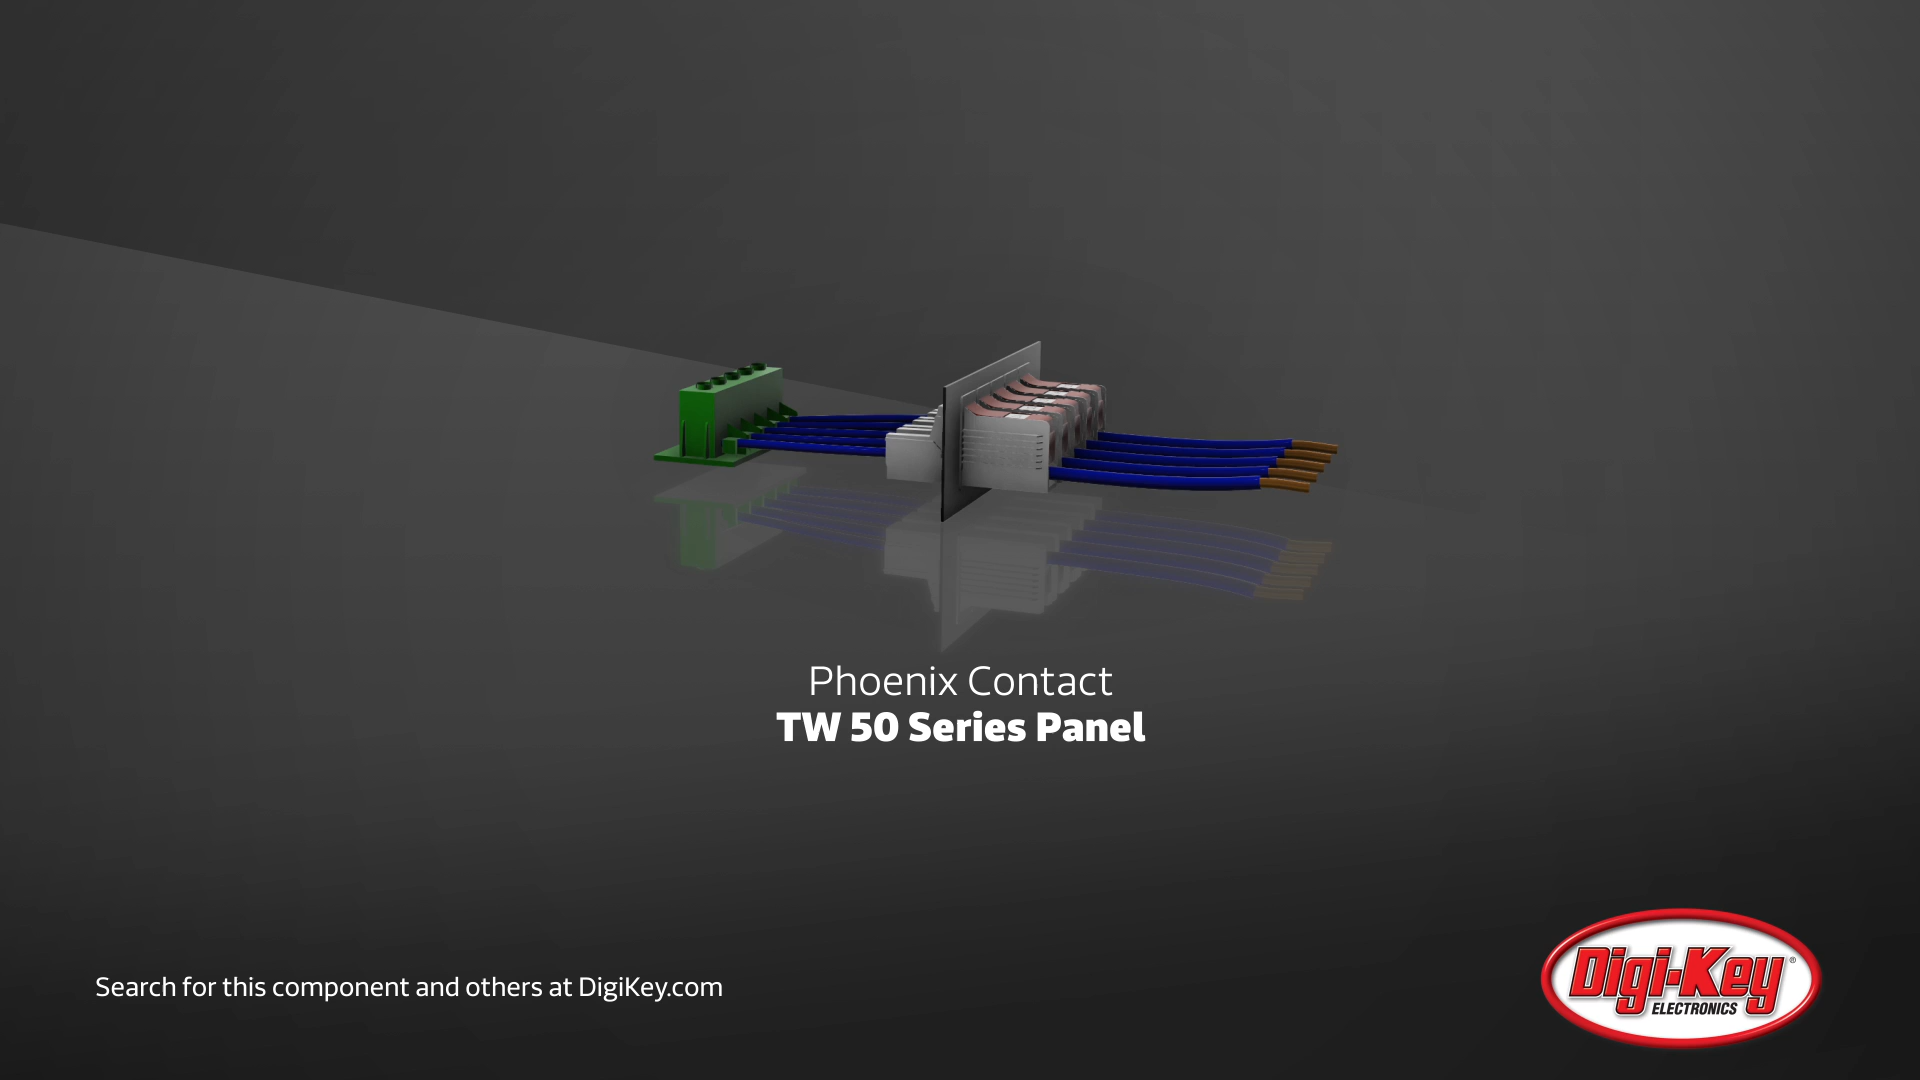 Phoenix Contact
TW 50 Series Panel
Search for this component and others at DigiKey.com
Digi-Key®
ELECTRONICS